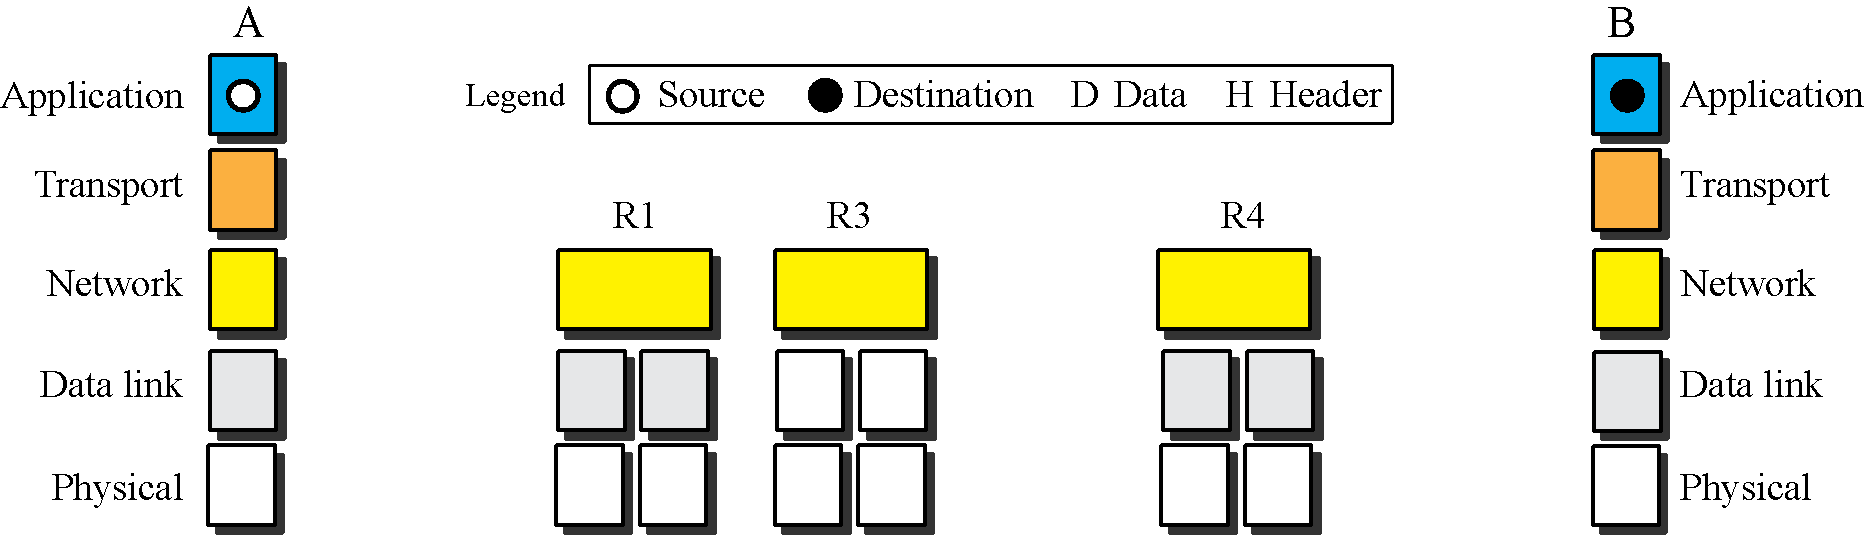 A
B
Application
Legend
Source Destination D Data H Header
Application
Transport
Transport
R1 R3 R4
Network
Network
Data link
Data link
Physical
Physical